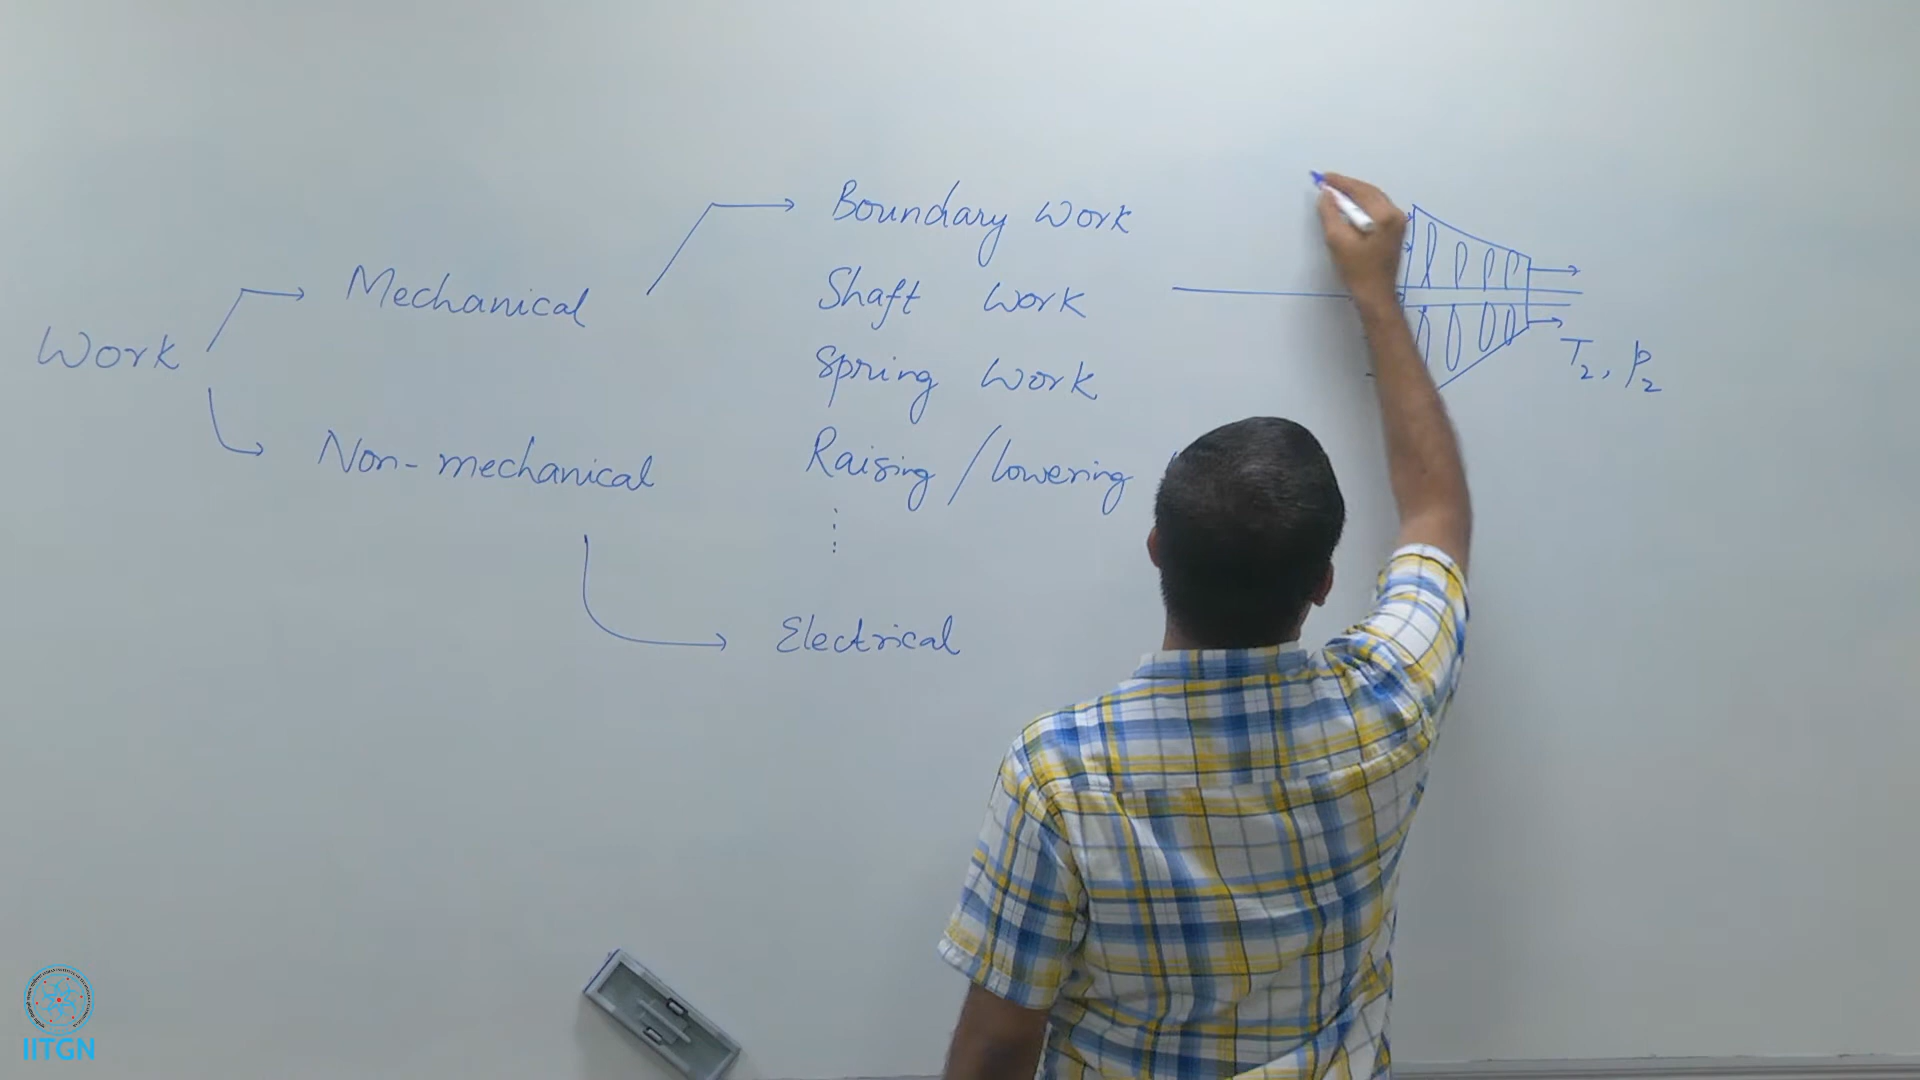 Work
Mechanical
Non-mechanical
Boundary Work
Shaft Work
Spring Work
Raising / lowering
Electrical
T2, P2
IITGN